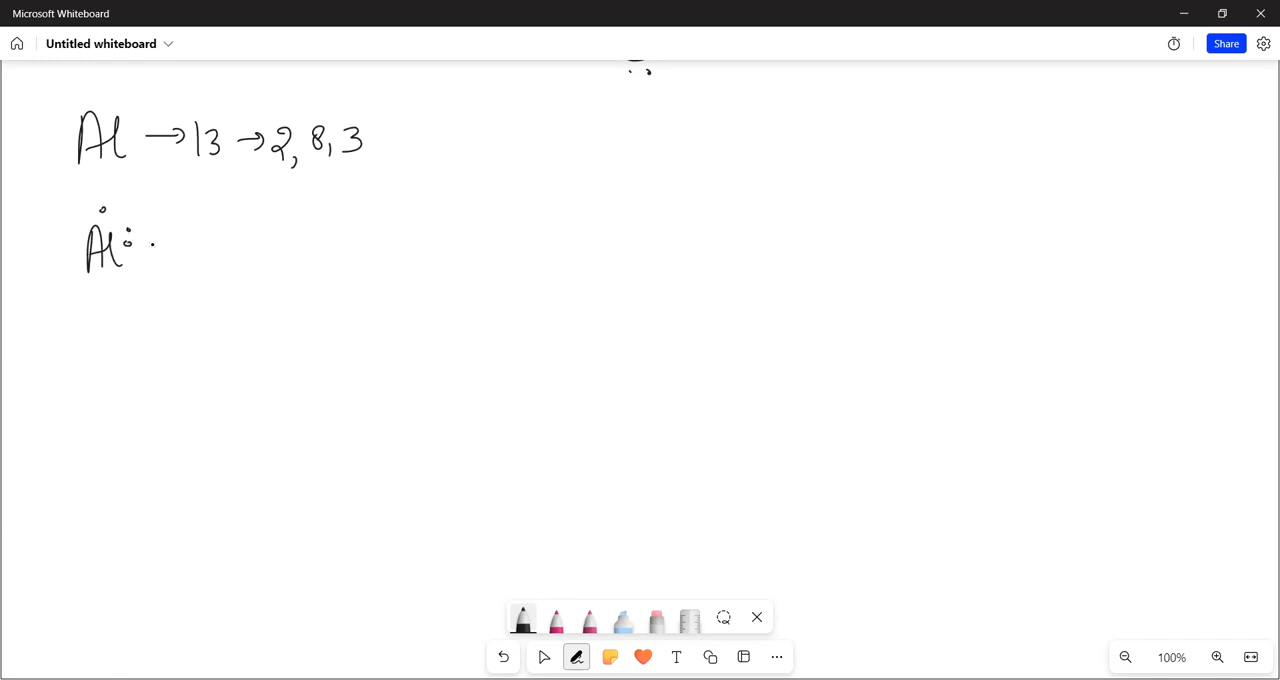 Microsoft Whiteboard
Untitled whiteboard
Share
Al → 13 → 2, 8, 3
Al
100%